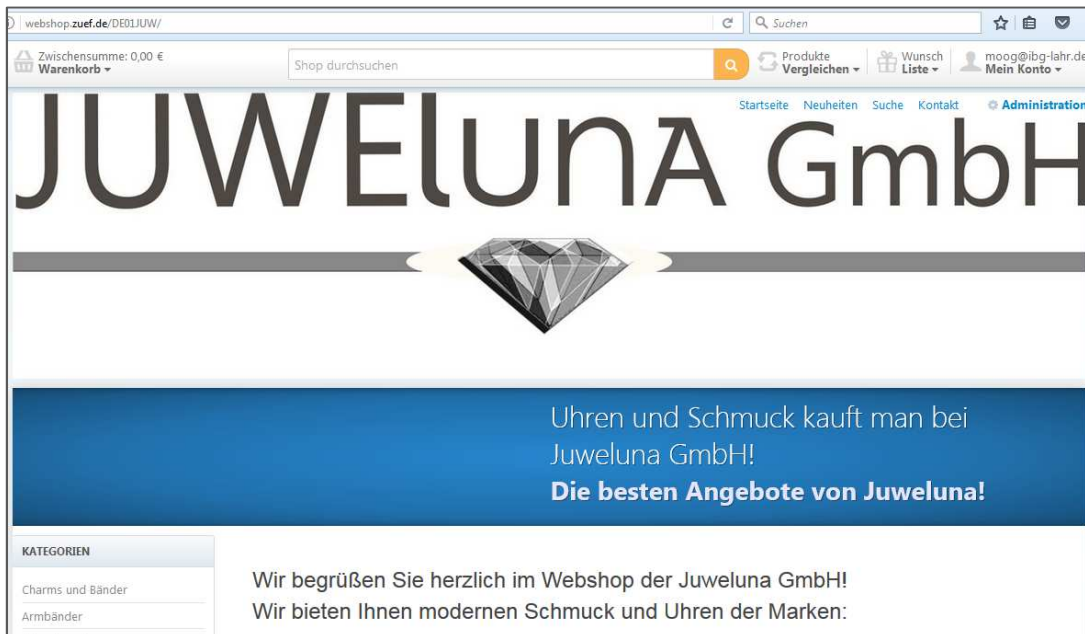 webshop.zuef.de/DE01JUW/
Suchen
Zwischensumme: 0,00 €
Warenkorb
Shop durchsuchen
Produkte
Vergleichen
Wunsch
Liste
moog@ibg-lahr.de
Mein Konto
Startseite Neuheiten Suche Kontakt Administration
JUWElunA GmbH
Uhren und Schmuck kauft man bei
Juweluna GmbH!
Die besten Angebote von Juweluna!
KATEGORIEN
Charms und Bänder
Armbänder
Wir begrüßen Sie herzlich im Webshop der Juweluna GmbH!
Wir bieten Ihnen modernen Schmuck und Uhren der Marken: